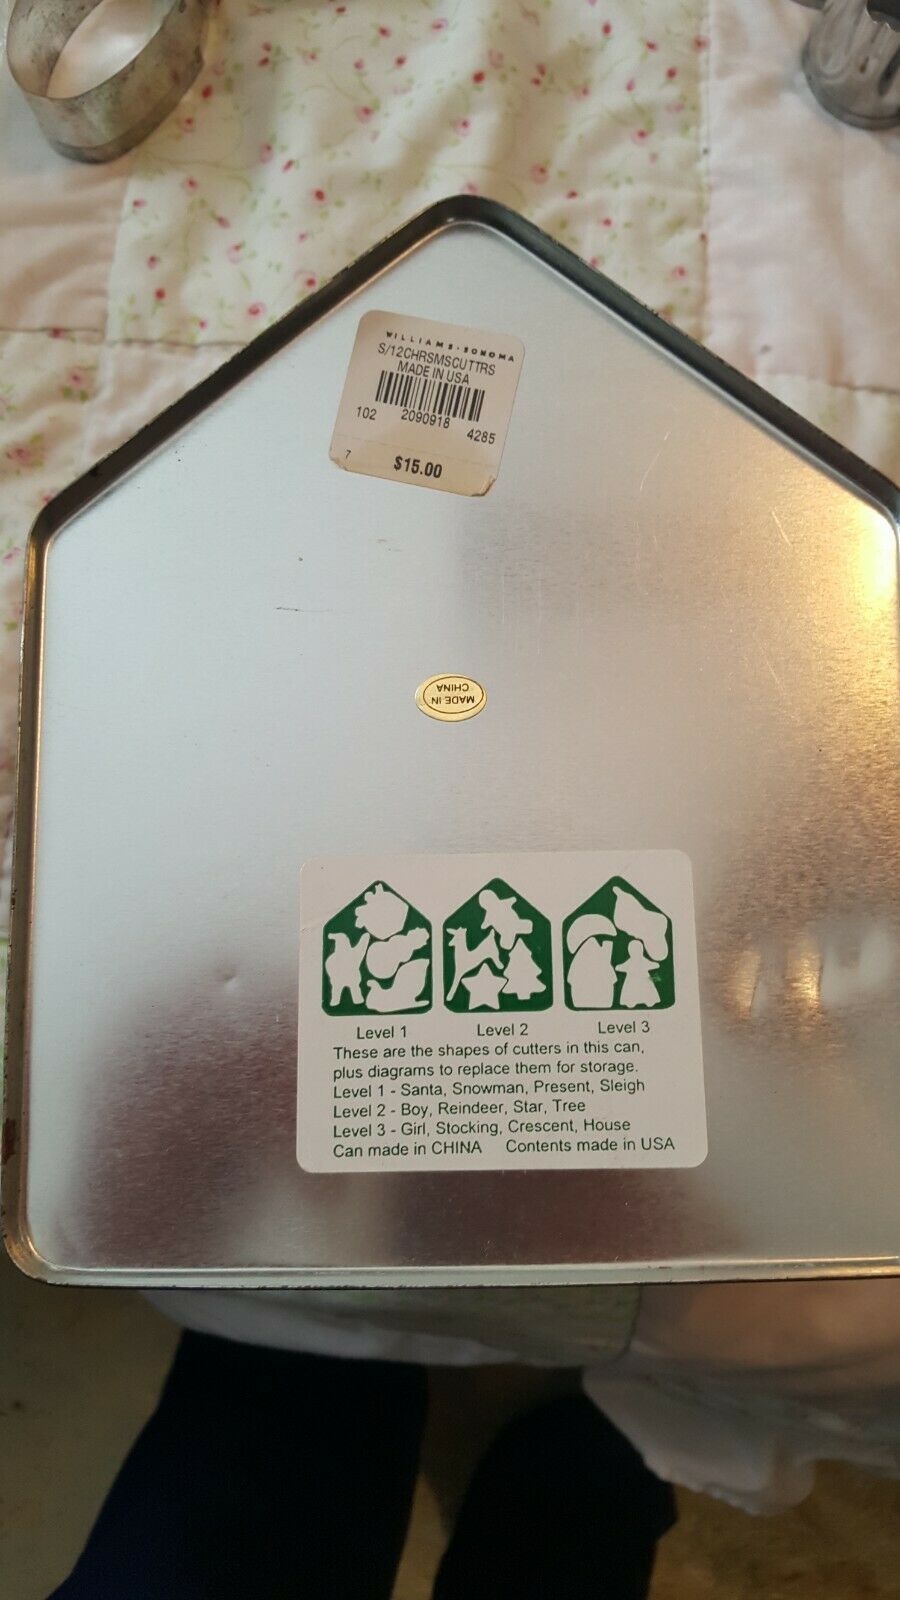 WILLIAMS-SONOMA
S/12CHRSMSCUTTRS
MADE IN USA
102 2090918 4285
7 $15.00
MADE IN
CHINA
Level 1 Level 2 Level 3
These are the shapes of cutters in this can,
plus diagrams to replace them for storage.
Level 1 - Santa, Snowman, Present, Sleigh
Level 2 - Boy, Reindeer, Star, Tree
Level 3 - Girl, Stocking, Crescent, House
Can made in CHINA Contents made in USA